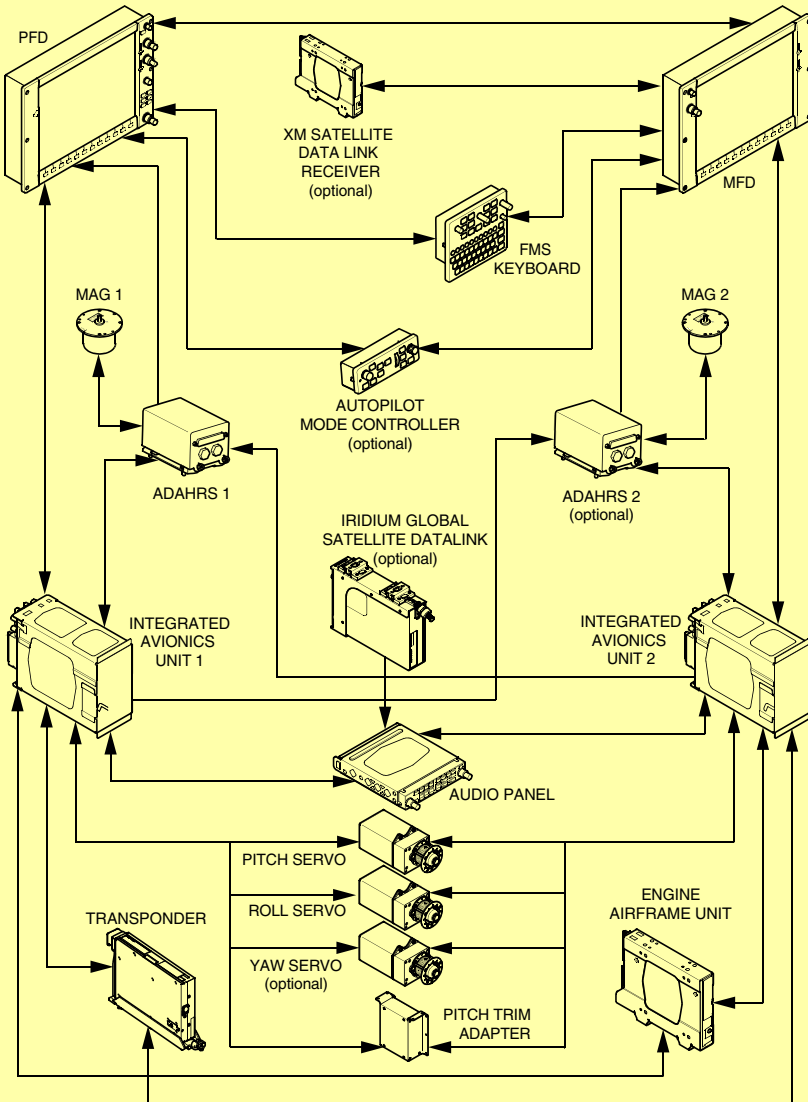 PFD
XM SATELLITE
DATA LINK
RECEIVER
(optional)
MFD
FMS
KEYBOARD
MAG 1
MAG 2
AUTOPILOT
MODE CONTROLLER
(optional)
ADAHRS 1
ADAHRS 2
(optional)
IRIDIUM GLOBAL
SATELLITE DATALINK
(optional)
INTEGRATED
AVIONICS
UNIT 1
INTEGRATED
AVIONICS
UNIT 2
AUDIO PANEL
PITCH SERVO
ROLL SERVO
YAW SERVO
(optional)
TRANSPONDER
ENGINE
AIRFRAME UNIT
PITCH TRIM
ADAPTER